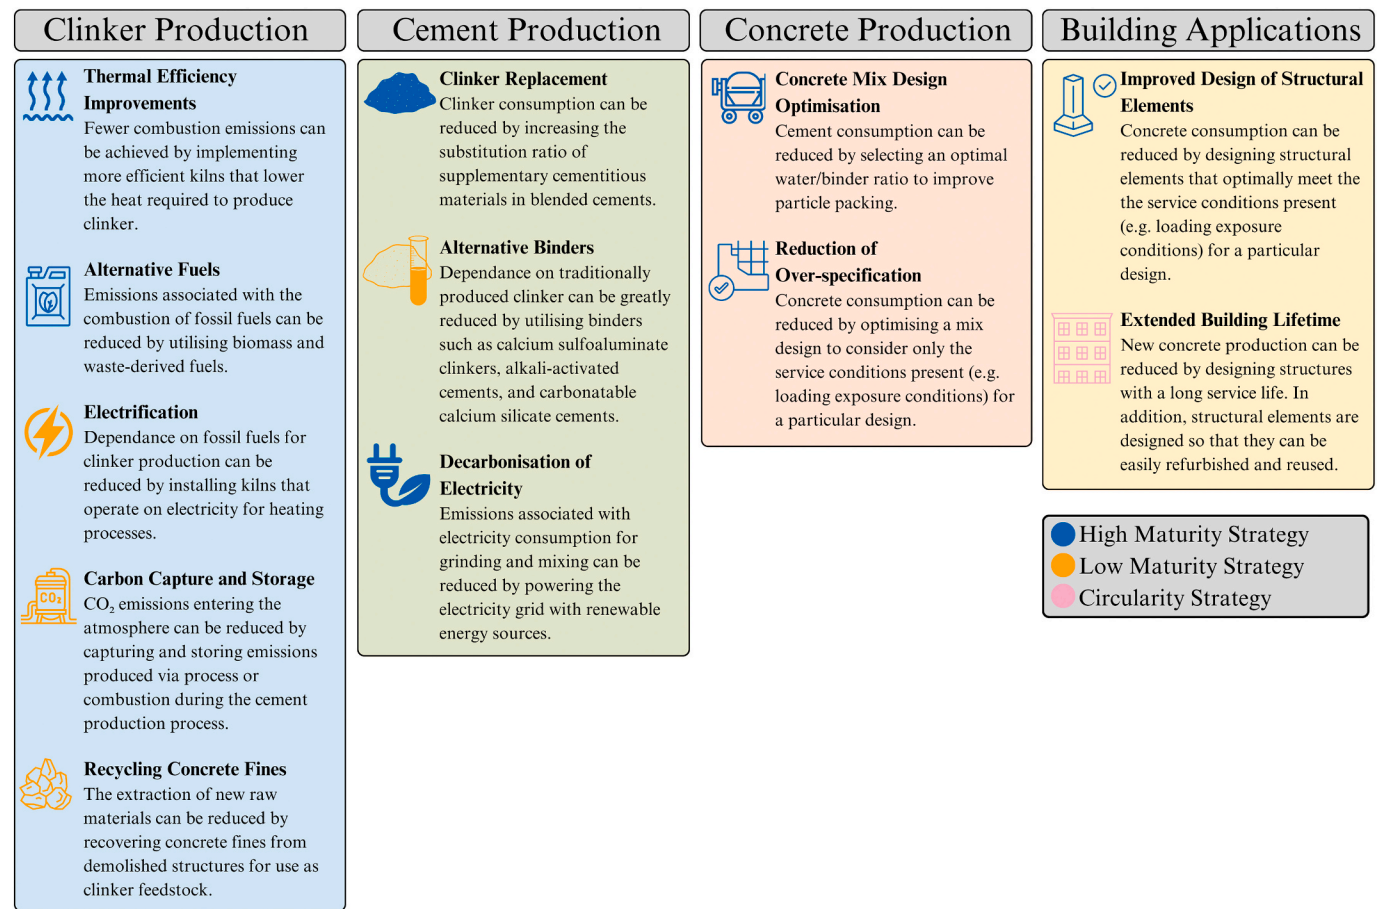 Clinker Production
Thermal Efficiency
Improvements
Fewer combustion emissions can
be achieved by implementing
more efficient kilns that lower
the heat required to produce
clinker.
Alternative Fuels
Emissions associated with the
combustion of fossil fuels can be
reduced by utilising biomass and
waste-derived fuels.
Electrification
Dependance on fossil fuels for
clinker production can be
reduced by installing kilns that
operate on electricity for heating
processes.
Carbon Capture and Storage
CO₂ emissions entering the
atmosphere can be reduced by
capturing and storing emissions
produced via process or
combustion during the cement
production process.
CO₂
Recycling Concrete Fines
The extraction of new raw
materials can be reduced by
recovering concrete fines from
demolished structures for use as
clinker feedstock.
Cement Production
Clinker Replacement
Clinker consumption can be
reduced by increasing the
substitution ratio of
supplementary cementitious
materials in blended cements.
Alternative Binders
Dependance on traditionally
produced clinker can be greatly
reduced by utilising binders
such as calcium sulfoaluminate
clinkers, alkali-activated
cements, and carbonatable
calcium silicate cements.
Decarbonisation of
Electricity
Emissions associated with
electricity consumption for
grinding and mixing can be
reduced by powering the
electricity grid with renewable
energy sources.
Concrete Production
Concrete Mix Design
Optimisation
Cement consumption can be
reduced by selecting an optimal
water/binder ratio to improve
particle packing.
Reduction of
Over-specification
Concrete consumption can be
reduced by optimising a mix
design to consider only the
service conditions present (e.g.
loading exposure conditions) for
a particular design.
Building Applications
Improved Design of Structural
Elements
Concrete consumption can be
reduced by designing structural
elements that optimally meet the
the service conditions present
(e.g. loading exposure
conditions) for a particular
design.
Extended Building Lifetime
New concrete production can be
reduced by designing structures
with a long service life. In
addition, structural elements are
designed so that they can be
easily refurbished and reused.
High Maturity Strategy
Low Maturity Strategy
Circularity Strategy